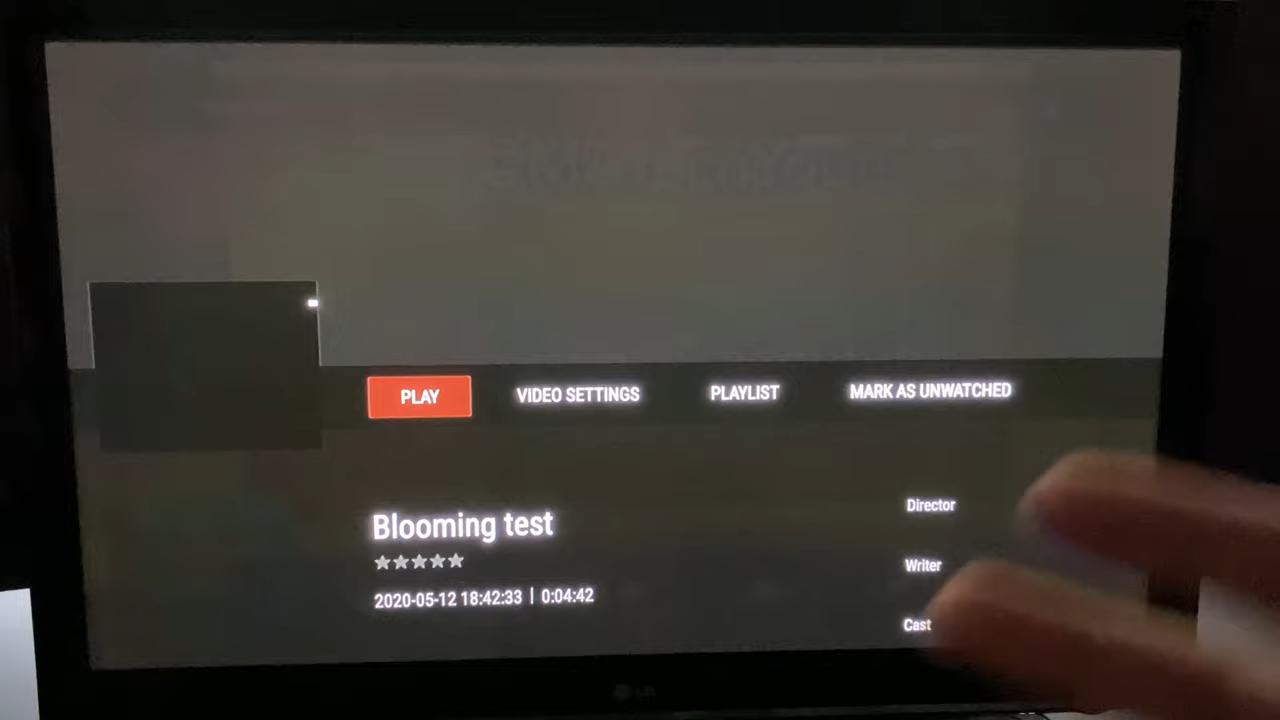 PLAY VIDEO SETTINGS PLAYLIST MARK AS UNWATCHED
Blooming test
Director
Writer
2020-05-12 18:42:33 | 0:04:42
Cast
LG